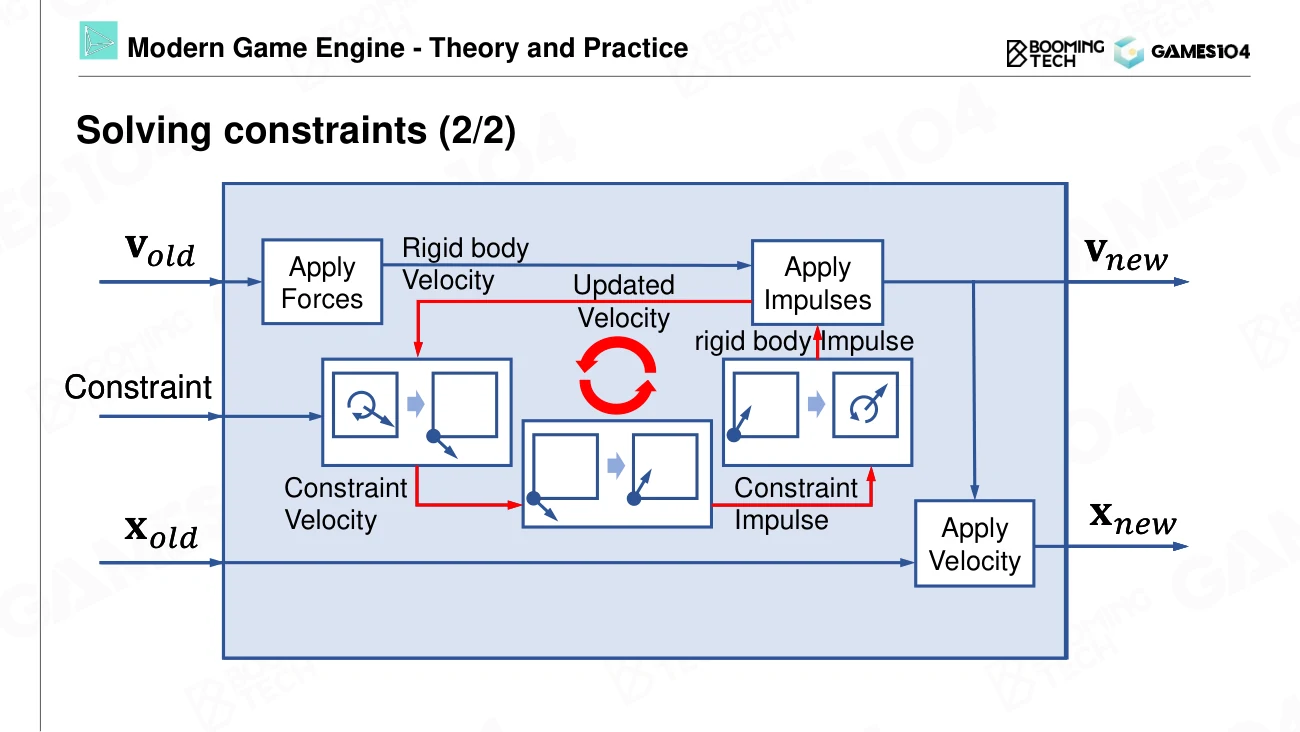 Modern Game Engine - Theory and Practice
BOOMING
TECH
GAMES104
Solving constraints (2/2)
v_old
Apply
Forces
Rigid body
Velocity
Updated
Velocity
Apply
Impulses
v_new
rigid body Impulse
Constraint
Constraint
Velocity
Constraint
Impulse
x_old
Apply
Velocity
x_new